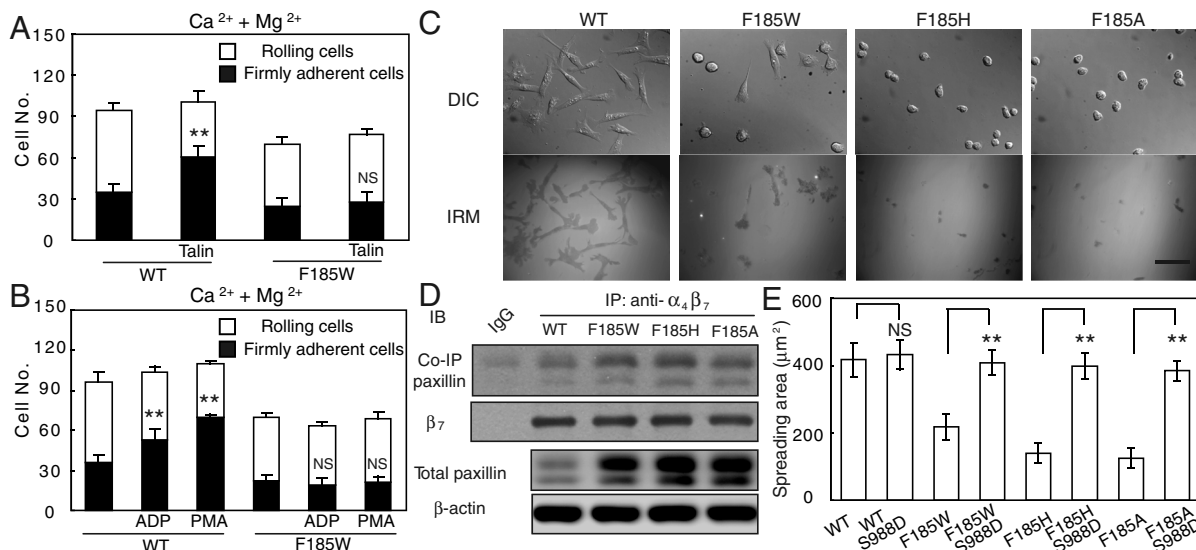 A
Ca 2+ + Mg 2+
150
120
90
60
30
0
Cell No.
Rolling cells
Firmly adherent cells
**
NS
Talin
Talin
WT
F185W
B
Ca 2+ + Mg 2+
150
120
90
60
30
0
Cell No.
Rolling cells
Firmly adherent cells
**
**
NS
NS
ADP
PMA
ADP
PMA
WT
F185W
C
WT
F185W
F185H
F185A
DIC
IRM
D
IP: anti- α4β7
IB
IgG
WT
F185W
F185H
F185A
Co-IP
paxillin
β7
Total paxillin
β-actin
E
600
400
200
0
Spreading area (μm2)
NS
**
**
**
WT
WT S988D
F185W
F185W S988D
F185H
F185H S988D
F185A
F185A S988D